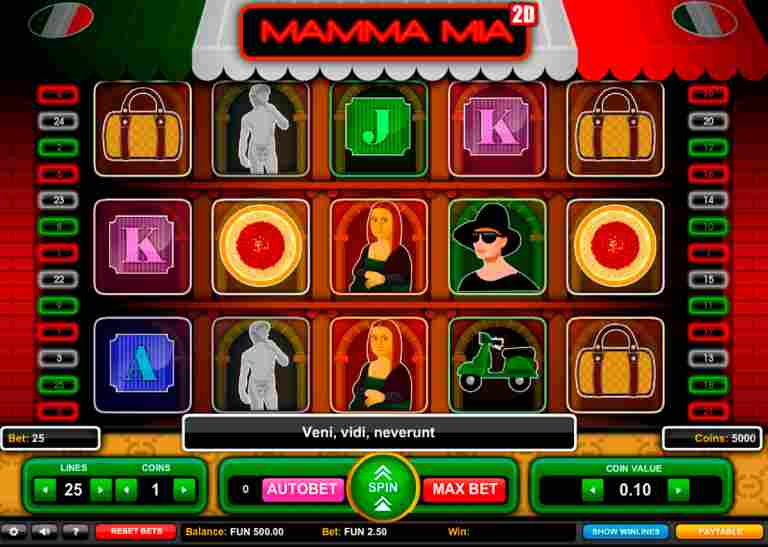 MAMMA MIA 2D
24
20
J
K
23
14
K
22
15
3
13
A
25
Veni, vidi, neverunt
Bet: 25
Coins: 5000
LINES
COINS
25
1
0
AUTOBET
SPIN
MAX BET
COIN VALUE
0.10
?
RESET BETS
Balance: FUN 500.00
Bet: FUN 2.50
Win:
SHOW WINLINES
PAYTABLE